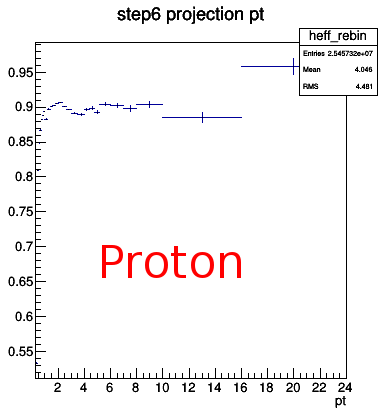 step6 projection pt
heff_rebin
Entries 2.545732e+07
Mean 4.046
RMS 4.481
0.95
0.9
0.85
0.8
0.75
0.7
0.65
0.6
0.55
Proton
2 4 6 8 10 12 14 16 18 20 22 24
pt